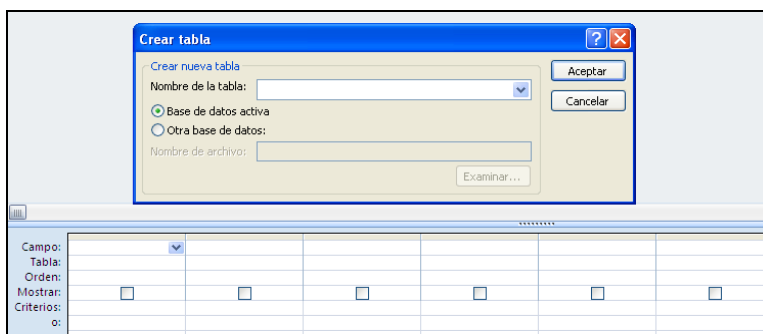 Crear tabla
Crear nueva tabla
Nombre de la tabla:
Base de datos activa
Otra base de datos:
Nombre de archivo:
Examinar...
Aceptar
Cancelar
Campo:
Tabla:
Orden:
Mostrar:
Criterios:
o: